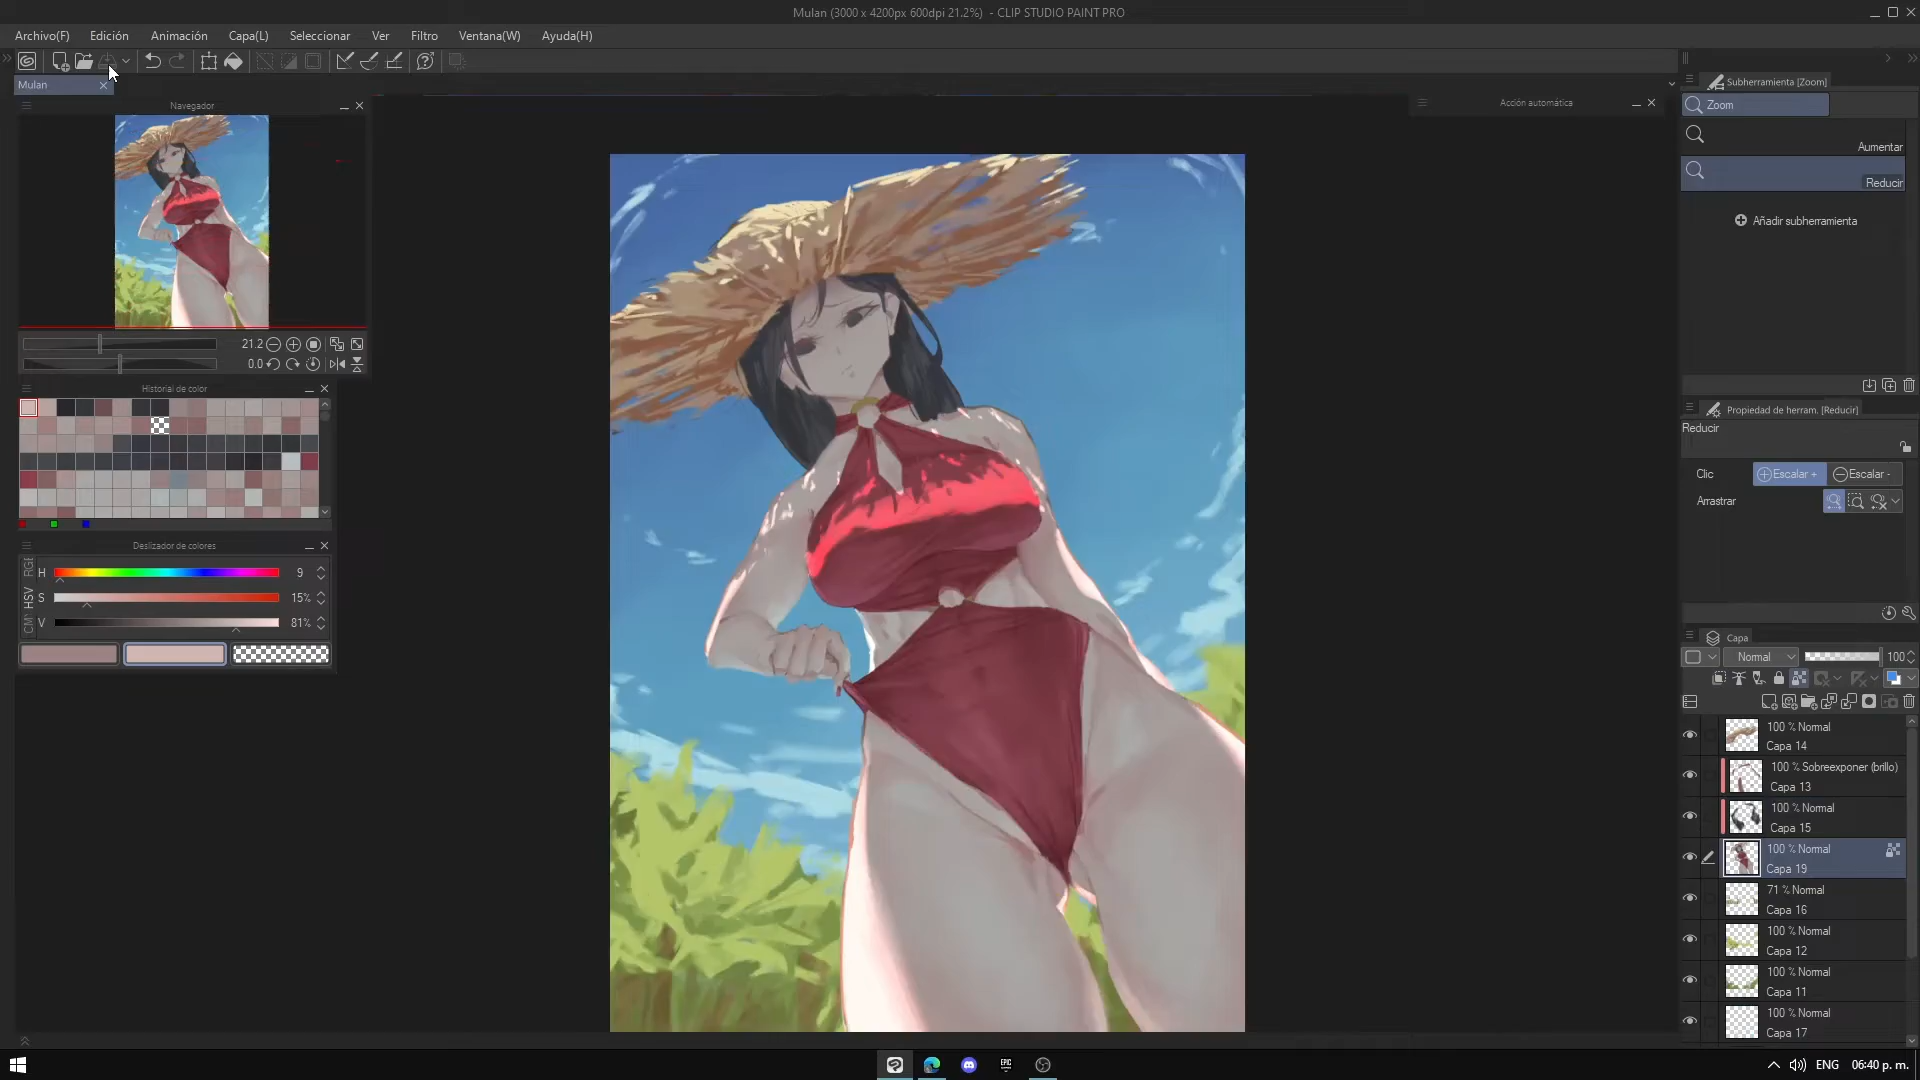 Mulan (3000 x 4200px 600dpi 21.2%) - CLIP STUDIO PAINT PRO
Archivo(F) Edición Animación Capa(L) Seleccionar Ver Filtro Ventana(W) Ayuda(H)
Mulan
Navegador
21.2
0.0
Historial de color
Deslizador de colores
RGB
HSV
CM
H 9
S 15%
V 81%
Acción automática
Subherramienta [Zoom]
Zoom
Aumentar
Reducir
Añadir subherramienta
Propiedad de herram. [Reducir]
Reducir
Clic Escalar + Escalar -
Arrastrar
Capa
Normal 100
100 % Normal
Capa 14
100 % Sobreexponer (brillo)
Capa 13
100 % Normal
Capa 15
100 % Normal
Capa 19
71 % Normal
Capa 16
100 % Normal
Capa 12
100 % Normal
Capa 11
100 % Normal
Capa 17
EPIC
ENG 06:40 p. m.